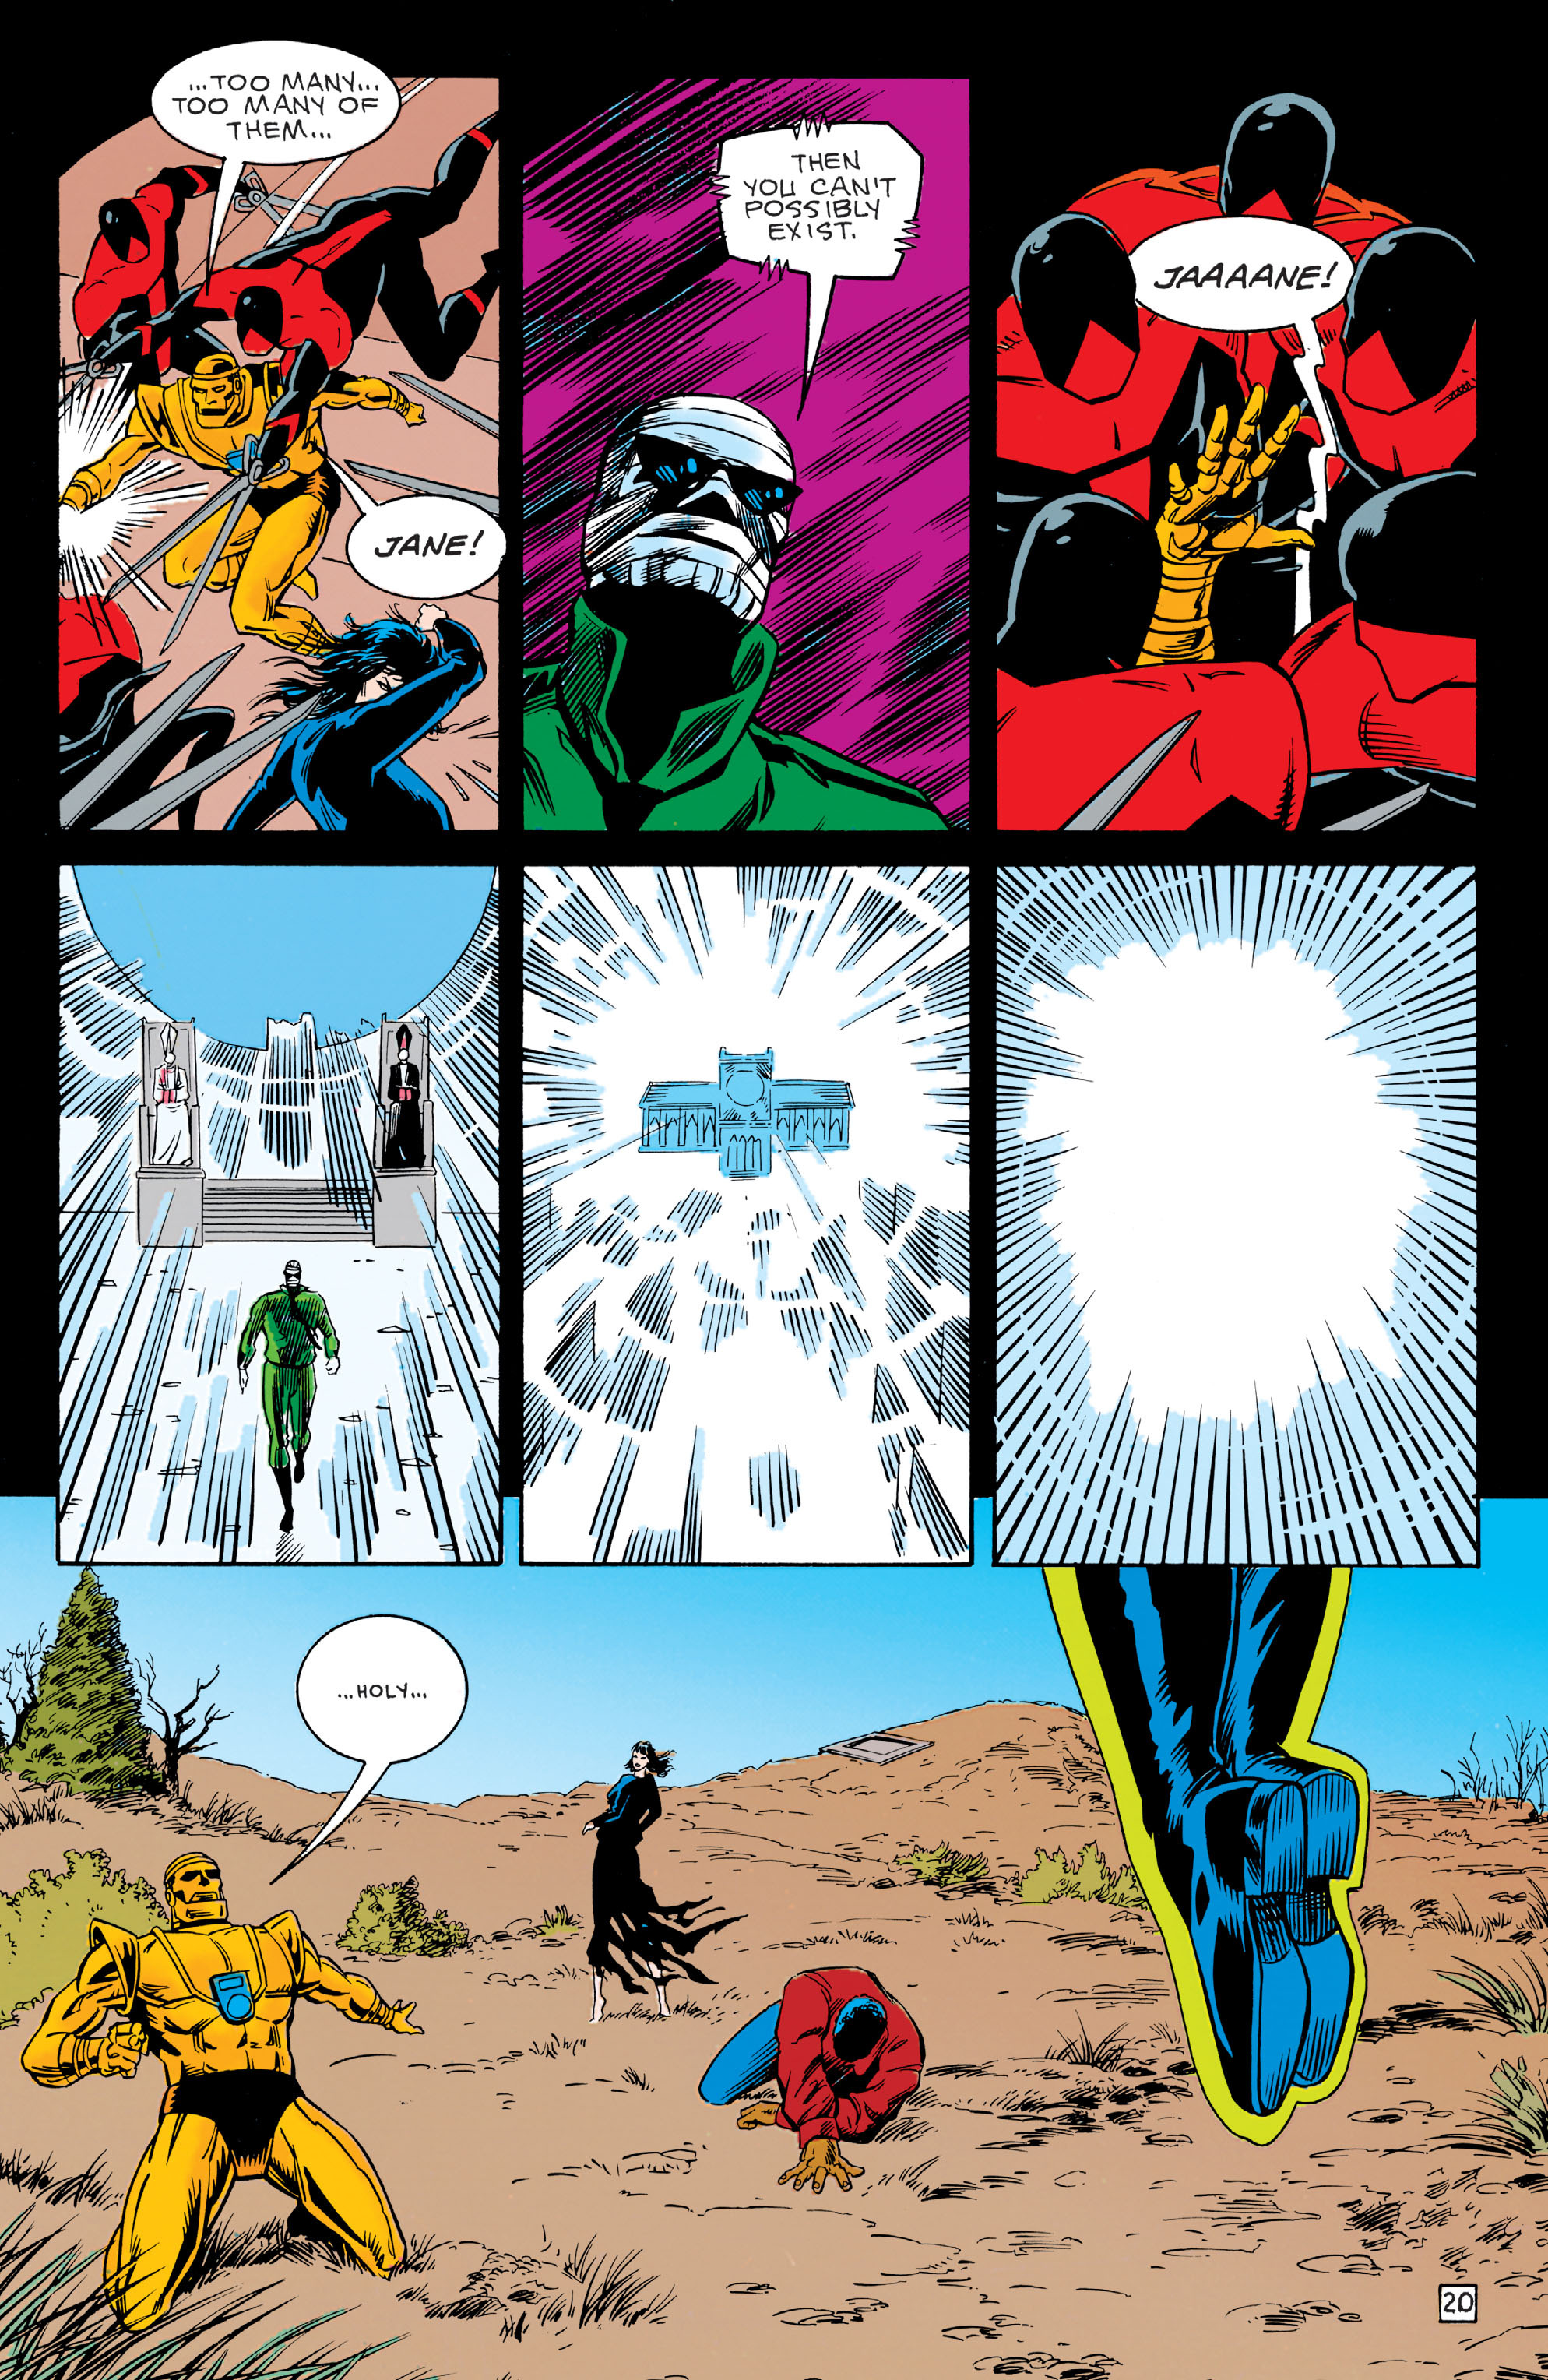 ...TOO MANY...
TOO MANY OF
THEM...
JANE!
THEN
YOU CAN'T
POSSIBLY
EXIST.
JAAAANE!
...HOLY...
20